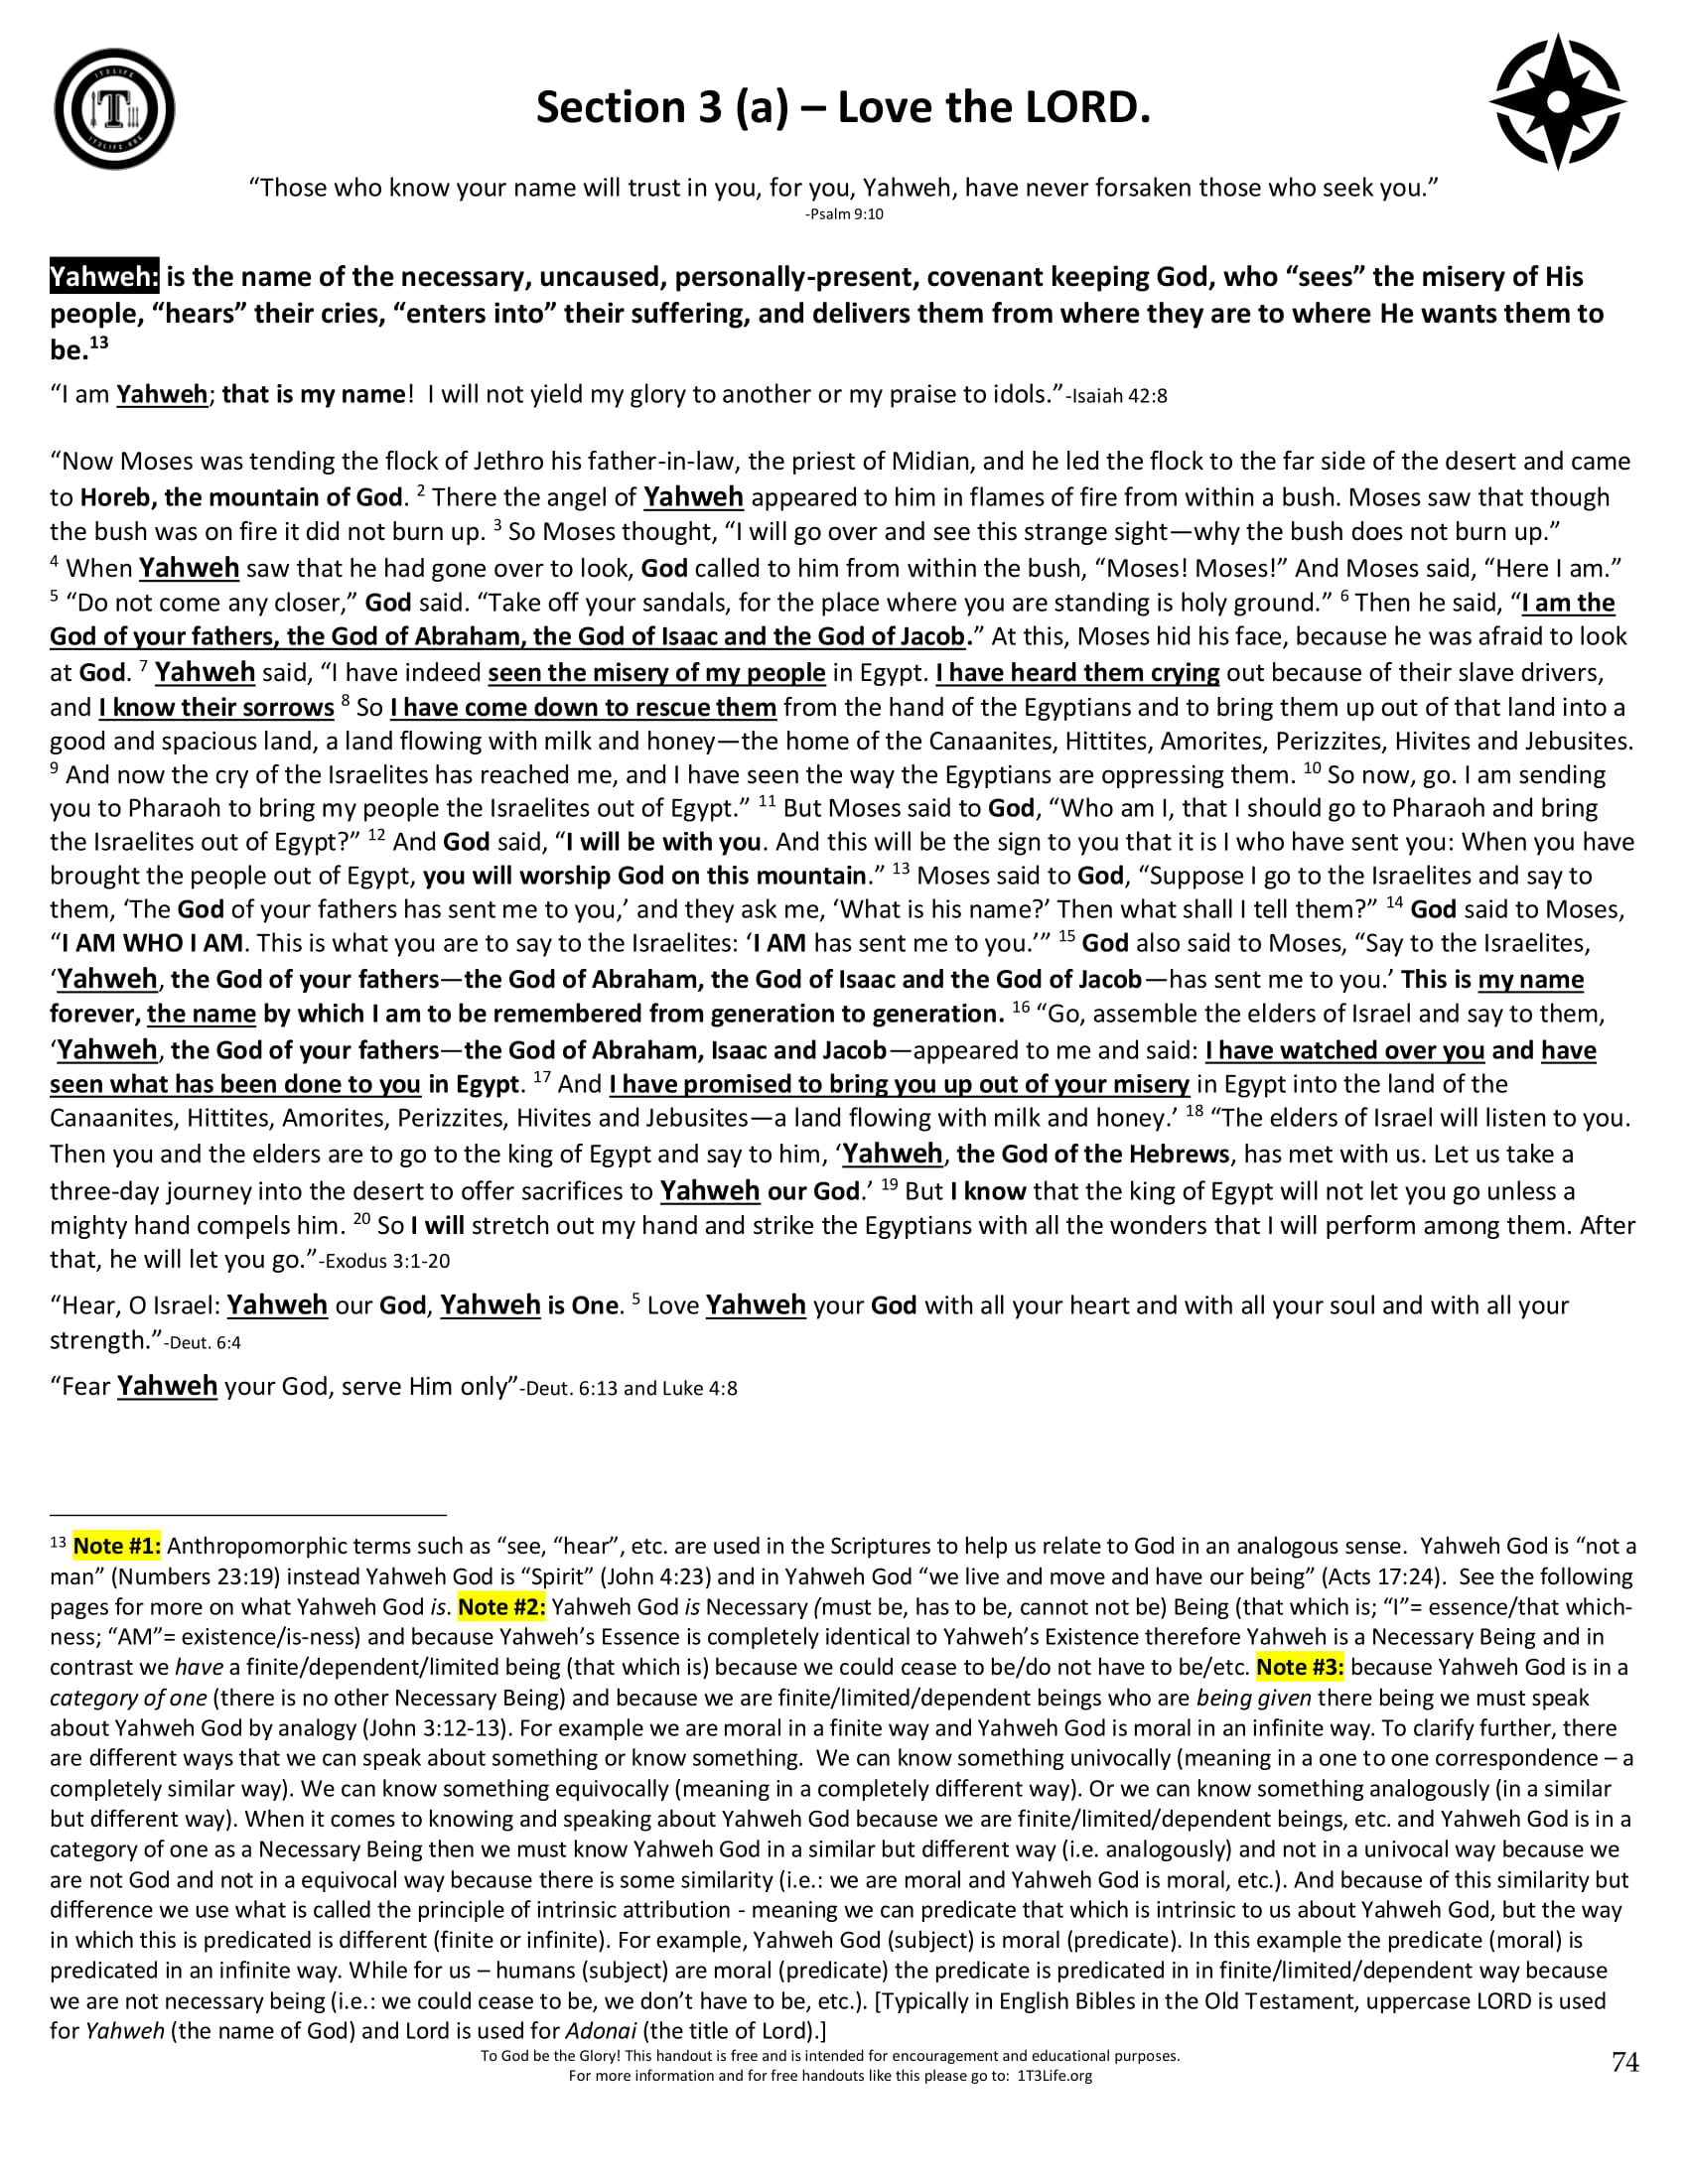 Section 3 (a) – Love the LORD.
“Those who know your name will trust in you, for you, Yahweh, have never forsaken those who seek you.”
-Psalm 9:10
Yahweh: is the name of the necessary, uncaused, personally-present, covenant keeping God, who “sees” the misery of His
people, “hears” their cries, “enters into” their suffering, and delivers them from where they are to where He wants them to
be.13
“I am Yahweh; that is my name!  I will not yield my glory to another or my praise to idols.”-Isaiah 42:8
“Now Moses was tending the flock of Jethro his father-in-law, the priest of Midian, and he led the flock to the far side of the desert and came
to Horeb, the mountain of God. 2 There the angel of Yahweh appeared to him in flames of fire from within a bush. Moses saw that though
the bush was on fire it did not burn up. 3 So Moses thought, “I will go over and see this strange sight—why the bush does not burn up.”
4 When Yahweh saw that he had gone over to look, God called to him from within the bush, “Moses! Moses!” And Moses said, “Here I am.”
5 “Do not come any closer,” God said. “Take off your sandals, for the place where you are standing is holy ground.” 6 Then he said, “I am the
God of your fathers, the God of Abraham, the God of Isaac and the God of Jacob.” At this, Moses hid his face, because he was afraid to look
at God. 7 Yahweh said, “I have indeed seen the misery of my people in Egypt. I have heard them crying out because of their slave drivers,
and I know their sorrows 8 So I have come down to rescue them from the hand of the Egyptians and to bring them up out of that land into a
good and spacious land, a land flowing with milk and honey—the home of the Canaanites, Hittites, Amorites, Perizzites, Hivites and Jebusites.
9 And now the cry of the Israelites has reached me, and I have seen the way the Egyptians are oppressing them. 10 So now, go. I am sending
you to Pharaoh to bring my people the Israelites out of Egypt.” 11 But Moses said to God, “Who am I, that I should go to Pharaoh and bring
the Israelites out of Egypt?” 12 And God said, “I will be with you. And this will be the sign to you that it is I who have sent you: When you have
brought the people out of Egypt, you will worship God on this mountain.” 13 Moses said to God, “Suppose I go to the Israelites and say to
them, ‘The God of your fathers has sent me to you,’ and they ask me, ‘What is his name?’ Then what shall I tell them?” 14 God said to Moses,
“I AM WHO I AM. This is what you are to say to the Israelites: ‘I AM has sent me to you.’” 15 God also said to Moses, “Say to the Israelites,
‘Yahweh, the God of your fathers—the God of Abraham, the God of Isaac and the God of Jacob—has sent me to you.’ This is my name
forever, the name by which I am to be remembered from generation to generation. 16 “Go, assemble the elders of Israel and say to them,
‘Yahweh, the God of your fathers—the God of Abraham, Isaac and Jacob—appeared to me and said: I have watched over you and have
seen what has been done to you in Egypt. 17 And I have promised to bring you up out of your misery in Egypt into the land of the
Canaanites, Hittites, Amorites, Perizzites, Hivites and Jebusites—a land flowing with milk and honey.’ 18 “The elders of Israel will listen to you.
Then you and the elders are to go to the king of Egypt and say to him, ‘Yahweh, the God of the Hebrews, has met with us. Let us take a
three-day journey into the desert to offer sacrifices to Yahweh our God.’ 19 But I know that the king of Egypt will not let you go unless a
mighty hand compels him. 20 So I will stretch out my hand and strike the Egyptians with all the wonders that I will perform among them. After
that, he will let you go.”-Exodus 3:1-20
“Hear, O Israel: Yahweh our God, Yahweh is One. 5 Love Yahweh your God with all your heart and with all your soul and with all your
strength.”-Deut. 6:4
“Fear Yahweh your God, serve Him only”-Deut. 6:13 and Luke 4:8
13 Note #1: Anthropomorphic terms such as “see, “hear”, etc. are used in the Scriptures to help us relate to God in an analogous sense.  Yahweh God is “not a
man” (Numbers 23:19) instead Yahweh God is “Spirit” (John 4:23) and in Yahweh God “we live and move and have our being” (Acts 17:24).  See the following
pages for more on what Yahweh God is. Note #2: Yahweh God is Necessary (must be, has to be, cannot not be) Being (that which is; “I”= essence/that which-
ness; “AM”= existence/is-ness) and because Yahweh’s Essence is completely identical to Yahweh’s Existence therefore Yahweh is a Necessary Being and in
contrast we have a finite/dependent/limited being (that which is) because we could cease to be/do not have to be/etc. Note #3: because Yahweh God is in a
category of one (there is no other Necessary Being) and because we are finite/limited/dependent beings who are being given there being we must speak
about Yahweh God by analogy (John 3:12-13). For example we are moral in a finite way and Yahweh God is moral in an infinite way. To clarify further, there
are different ways that we can speak about something or know something.  We can know something univocally (meaning in a one to one correspondence – a
completely similar way). We can know something equivocally (meaning in a completely different way). Or we can know something analogously (in a similar
but different way). When it comes to knowing and speaking about Yahweh God because we are finite/limited/dependent beings, etc. and Yahweh God is in a
category of one as a Necessary Being then we must know Yahweh God in a similar but different way (i.e. analogously) and not in a univocal way because we
are not God and not in a equivocal way because there is some similarity (i.e.: we are moral and Yahweh God is moral, etc.). And because of this similarity but
difference we use what is called the principle of intrinsic attribution - meaning we can predicate that which is intrinsic to us about Yahweh God, but the way
in which this is predicated is different (finite or infinite). For example, Yahweh God (subject) is moral (predicate). In this example the predicate (moral) is
predicated in an infinite way. While for us – humans (subject) are moral (predicate) the predicate is predicated in in finite/limited/dependent way because
we are not necessary being (i.e.: we could cease to be, we don’t have to be, etc.). [Typically in English Bibles in the Old Testament, uppercase LORD is used
for Yahweh (the name of God) and Lord is used for Adonai (the title of Lord).]
To God be the Glory! This handout is free and is intended for encouragement and educational purposes.
For more information and for free handouts like this please go to:  1T3Life.org
74